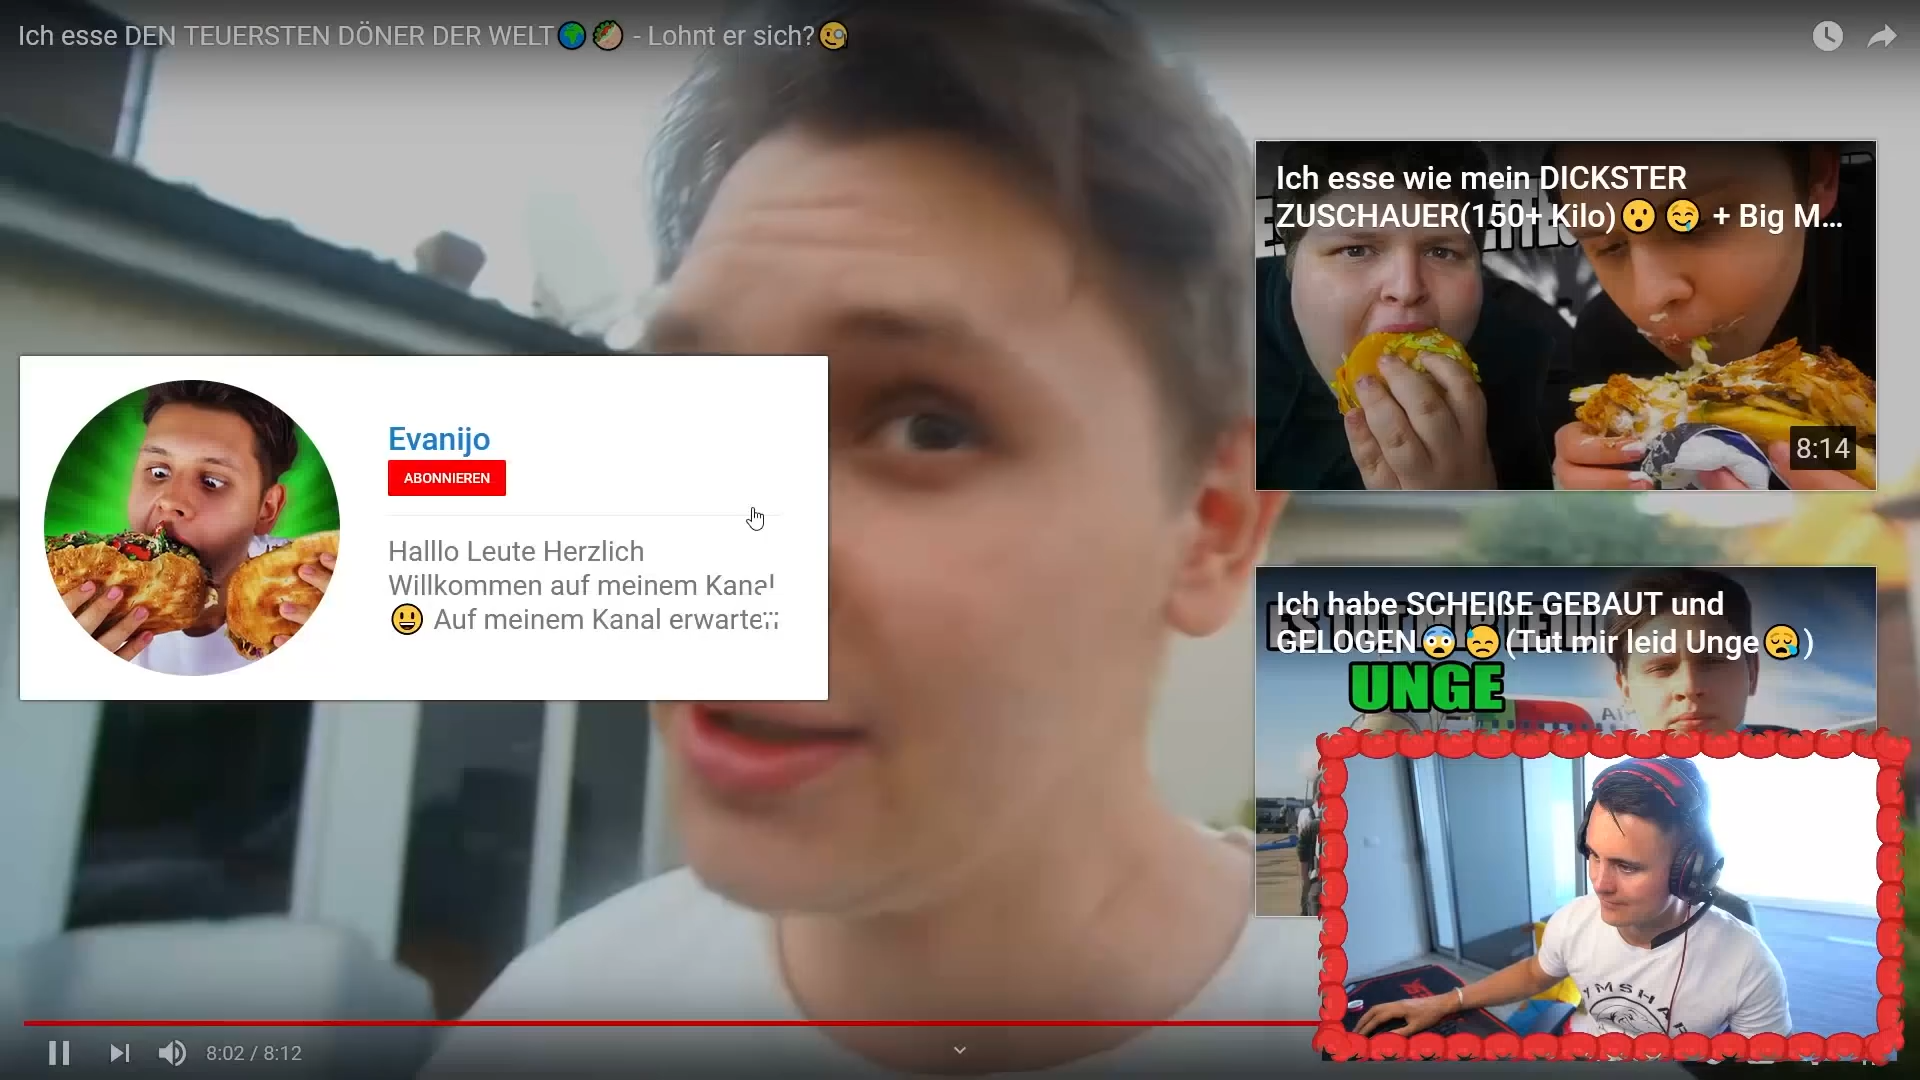 Ich esse DEN TEUERSTEN DÖNER DER WELT🌍🥙 - Lohnt er sich?🧐
Ich esse wie mein DICKSTER
ZUSCHAUER(150+ Kilo)😮🤤 + Big M...
8:14
Evanijo
ABONNIEREN
Halllo Leute Herzlich
Willkommen auf meinem Kanal
😃 Auf meinem Kanal erwarte...
Ich habe SCHEIẞE GEBAUT und
GELOGEN😨😓(Tut mir leid Unge😪)
UNGE
8:02 / 8:12